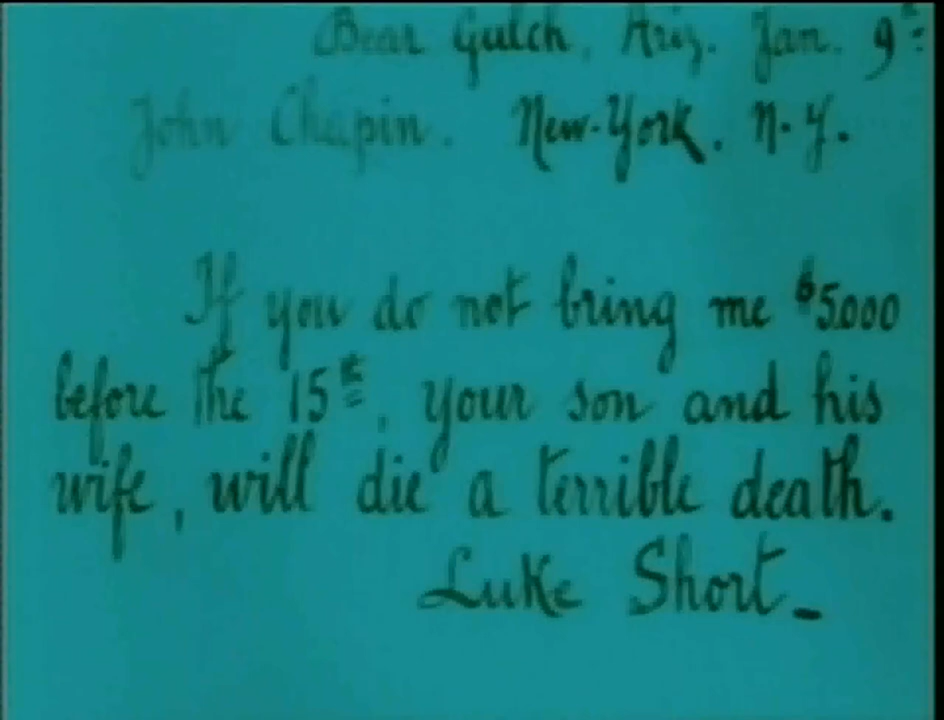 Bear Gulch, Ariz. Jan. 9th
John Chapin. New-York. N.Y.
If you do not bring me $5000
before the 15th, your son and his
wife, will die a terrible death.
Luke Short_